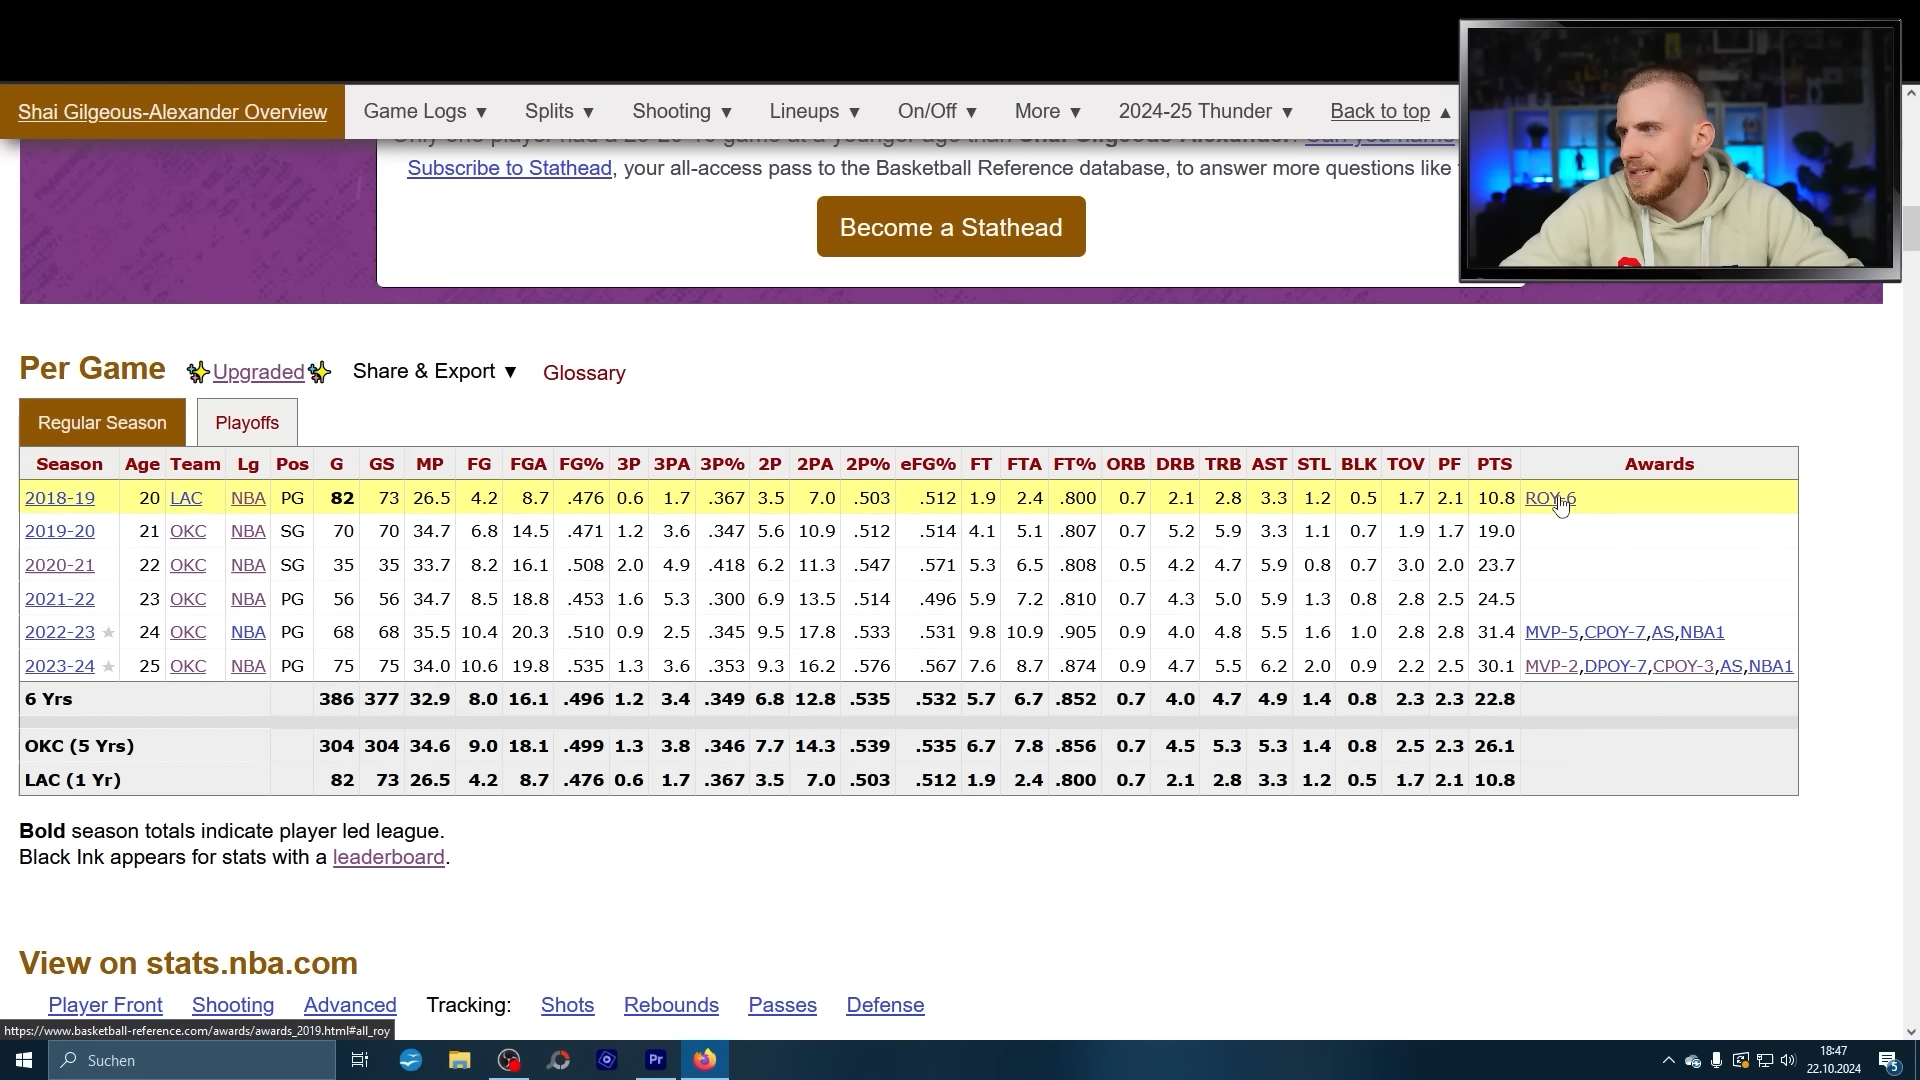 Shai Gilgeous-Alexander Overview Game Logs ▼ Splits ▼ Shooting ▼ Lineups ▼ On/Off ▼ More ▼ 2024-25 Thunder ▼ Back to top ▲
Subscribe to Stathead, your all-access pass to the Basketball Reference database, to answer more questions like
Become a Stathead
Per Game ✨Upgraded✨ Share & Export ▼ Glossary
Regular Season Playoffs
Season Age Team Lg Pos G GS MP FG FGA FG% 3P 3PA 3P% 2P 2PA 2P% eFG% FT FTA FT% ORB DRB TRB AST STL BLK TOV PF PTS Awards
2018-19 20 LAC NBA PG 82 73 26.5 4.2 8.7 .476 0.6 1.7 .367 3.5 7.0 .503 .512 1.9 2.4 .800 0.7 2.1 2.8 3.3 1.2 0.5 1.7 2.1 10.8 ROY-6
2019-20 21 OKC NBA SG 70 70 34.7 6.8 14.5 .471 1.2 3.6 .347 5.6 10.9 .512 .514 4.1 5.1 .807 0.7 5.2 5.9 3.3 1.1 0.7 1.9 1.7 19.0
2020-21 22 OKC NBA SG 35 35 33.7 8.2 16.1 .508 2.0 4.9 .418 6.2 11.3 .547 .571 5.3 6.5 .808 0.5 4.2 4.7 5.9 0.8 0.7 3.0 2.0 23.7
2021-22 23 OKC NBA PG 56 56 34.7 8.5 18.8 .453 1.6 5.3 .300 6.9 13.5 .514 .496 5.9 7.2 .810 0.7 4.3 5.0 5.9 1.3 0.8 2.8 2.5 24.5
2022-23 ★ 24 OKC NBA PG 68 68 35.5 10.4 20.3 .510 0.9 2.5 .345 9.5 17.8 .533 .531 9.8 10.9 .905 0.9 4.0 4.8 5.5 1.6 1.0 2.8 2.8 31.4 MVP-5,CPOY-7,AS,NBA1
2023-24 ★ 25 OKC NBA PG 75 75 34.0 10.6 19.8 .535 1.3 3.6 .353 9.3 16.2 .576 .567 7.6 8.7 .874 0.9 4.7 5.5 6.2 2.0 0.9 2.2 2.5 30.1 MVP-2,DPOY-7,CPOY-3,AS,NBA1
6 Yrs 386 377 32.9 8.0 16.1 .496 1.2 3.4 .349 6.8 12.8 .535 .532 5.7 6.7 .852 0.7 4.0 4.7 4.9 1.4 0.8 2.3 2.3 22.8
OKC (5 Yrs) 304 304 34.6 9.0 18.1 .499 1.3 3.8 .346 7.7 14.3 .539 .535 6.7 7.8 .856 0.7 4.5 5.3 5.3 1.4 0.8 2.5 2.3 26.1
LAC (1 Yr) 82 73 26.5 4.2 8.7 .476 0.6 1.7 .367 3.5 7.0 .503 .512 1.9 2.4 .800 0.7 2.1 2.8 3.3 1.2 0.5 1.7 2.1 10.8
Bold season totals indicate player led league.
Black Ink appears for stats with a leaderboard.
View on stats.nba.com
Player Front Shooting Advanced Tracking: Shots Rebounds Passes Defense
https://www.basketball-reference.com/awards/awards_2019.html#all_roy
Suchen Pr 18:47
22.10.2024 5